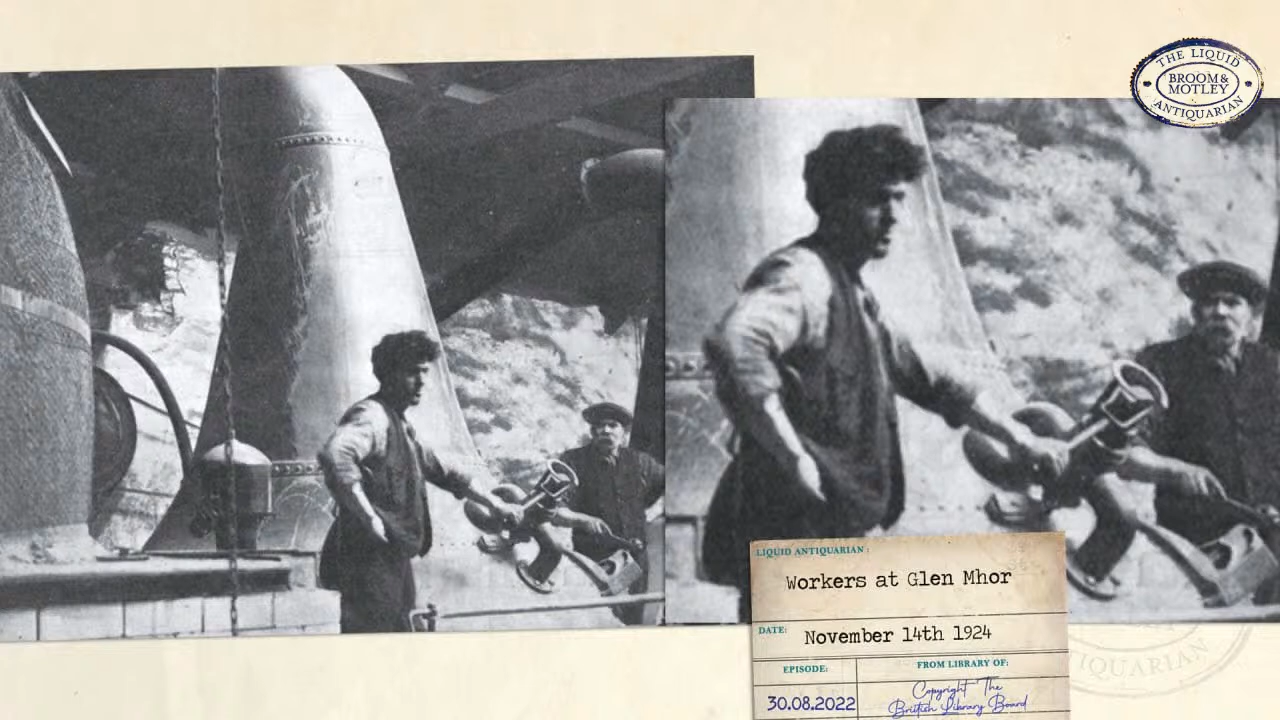 THE LIQUID
BROOM &
MOTLEY
ANTIQUARIAN
LIQUID ANTIQUARIAN :
Workers at Glen Mhor
DATE:
November 14th 1924
EPISODE:
FROM LIBRARY OF:
30.08.2022
Copyright The
British Library Board
IQUARIAN